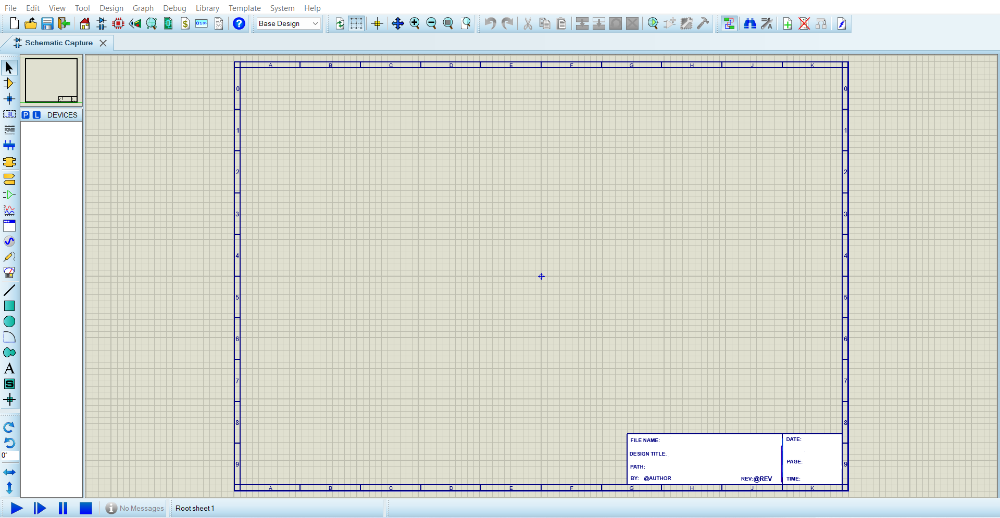 File Edit View Tool Design Graph Debug Library Template System Help
$ 0101 ? Base Design
Schematic Capture
P L DEVICES
LBL
A
S
0°
A B C D E F G H J K
0 0
1 1
2 2
3 3
4 4
5 5
6 6
7 7
8 8
9 9
FILE NAME: DATE:
DESIGN TITLE:
PAGE:
PATH:
BY: @AUTHOR REV:@REV TIME:
A B C D E F G H J K
No Messages Root sheet 1